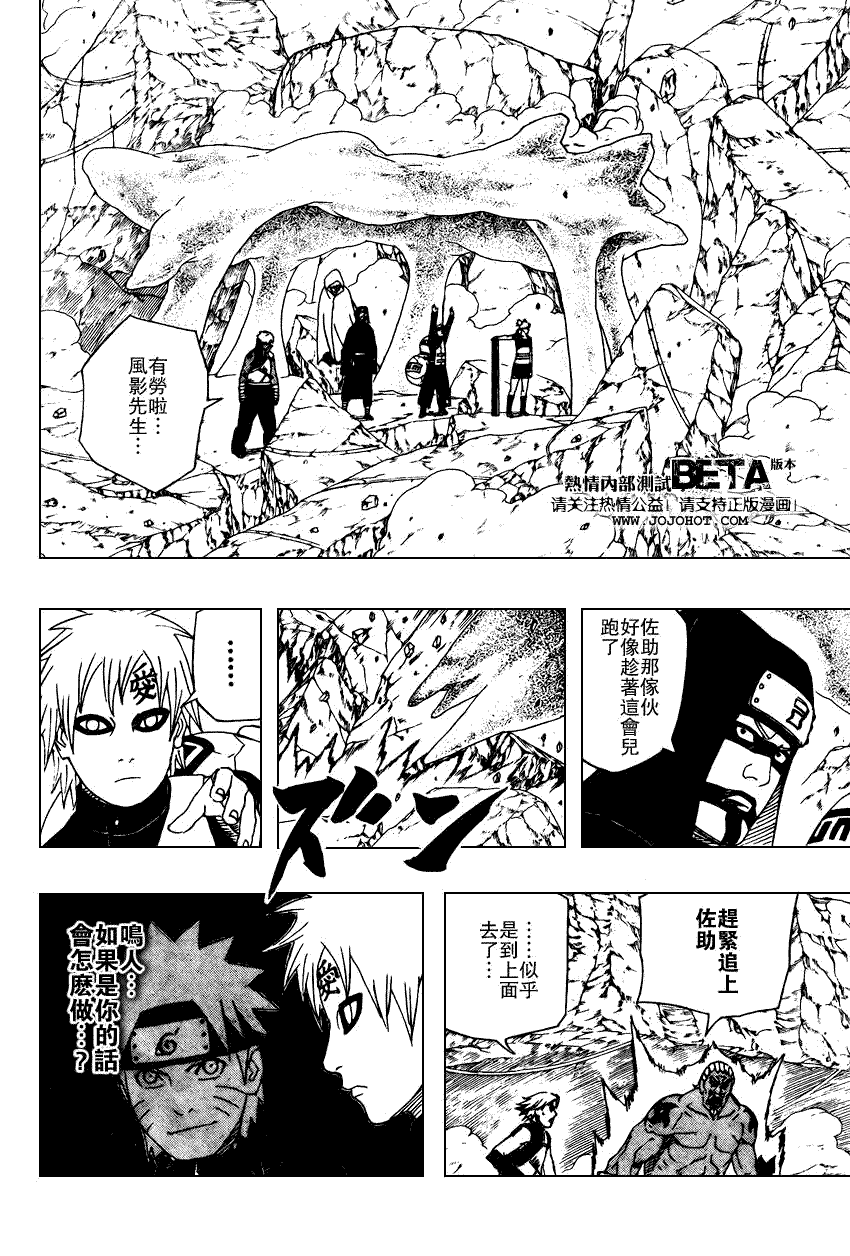 有勞啦…
風影先生…
熱情內部測試BETA版本
请关注热情公益「请支持正版漫画」
WWW.JOJOHOT.COM
佐助那傢伙
好像趁著這會兒
跑了
……
愛
ズズン
趕緊追上
佐助
……似乎
是到上面
去了…
愛
鳴人…
如果是你的話
會怎麽做…？